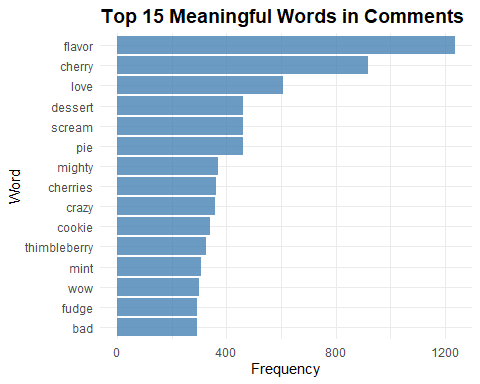 Top 15 Meaningful Words in Comments
flavor
cherry
love
dessert
scream
pie
mighty
cherries
crazy
cookie
thimbleberry
mint
wow
fudge
bad
Word
0 400 800 1200
Frequency